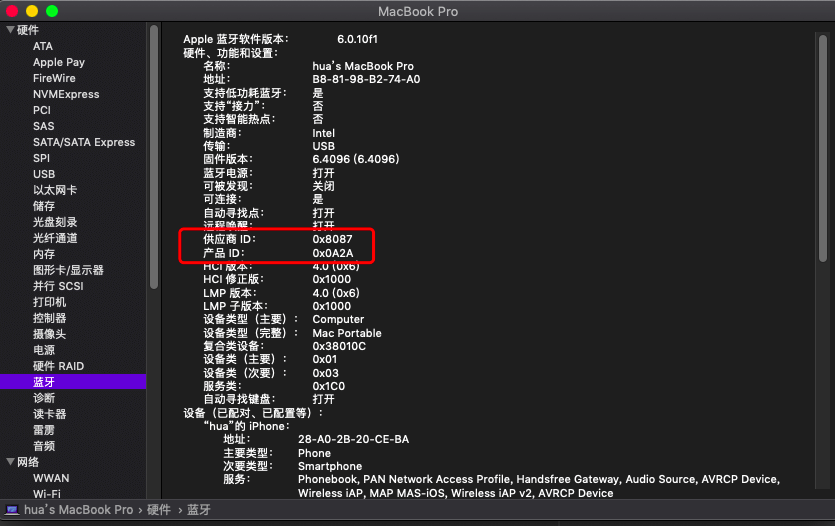 MacBook Pro
硬件
ATA
Apple Pay
FireWire
NVMExpress
PCI
SAS
SATA/SATA Express
SPI
USB
以太网卡
储存
光盘刻录
光纤通道
内存
图形卡/显示器
并行 SCSI
打印机
控制器
摄像头
电源
硬件 RAID
蓝牙
诊断
读卡器
雷雳
音频
网络
WWAN
Wi-Fi
Apple 蓝牙软件版本： 6.0.10f1
硬件、功能和设置：
名称： hua’s MacBook Pro
地址： B8-81-98-B2-74-A0
支持低功耗蓝牙： 是
支持“接力”： 否
支持智能热点： 否
制造商： Intel
传输： USB
固件版本： 6.4096 (6.4096)
蓝牙电源： 打开
可被发现： 关闭
可连接： 是
自动寻找点： 打开
远程唤醒： 打开
供应商 ID： 0x8087
产品 ID： 0x0A2A
HCI 版本： 4.0 (0x6)
HCI 修正版： 0x1000
LMP 版本： 4.0 (0x6)
LMP 子版本： 0x1000
设备类型（主要）： Computer
设备类型（完整）： Mac Portable
复合类设备： 0x38010C
设备类（主要）： 0x01
设备类（次要）： 0x03
服务类： 0x1C0
自动寻找键盘： 打开
设备（已配对、已配置等）：
“hua”的 iPhone：
地址： 28-A0-2B-20-CE-BA
主要类型： Phone
次要类型： Smartphone
服务： Phonebook, PAN Network Access Profile, Handsfree Gateway, Audio Source, AVRCP Device,
Wireless iAP, MAP MAS-iOS, Wireless iAP v2, AVRCP Device
hua’s MacBook Pro › 硬件 › 蓝牙